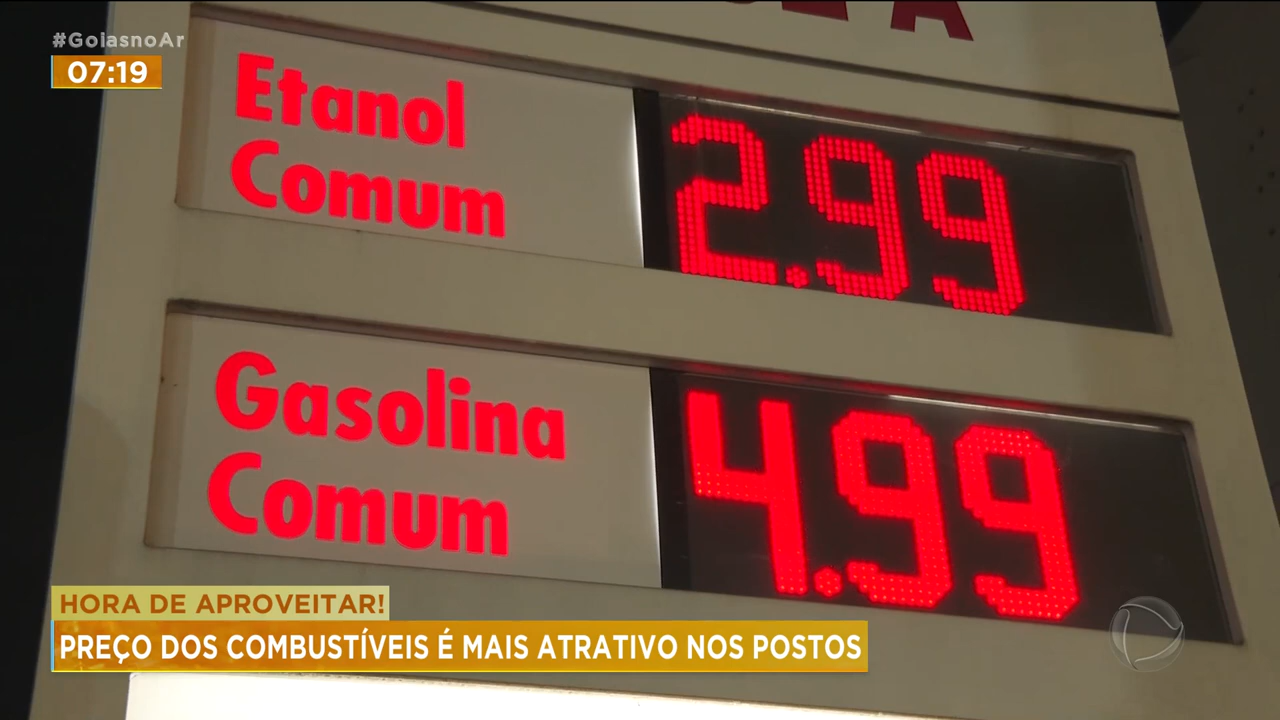 #GoiasnoAr
07:19
Etanol
Comum
2.99
Gasolina
Comum
4.99
HORA DE APROVEITAR!
PREÇO DOS COMBUSTÍVEIS É MAIS ATRATIVO NOS POSTOS